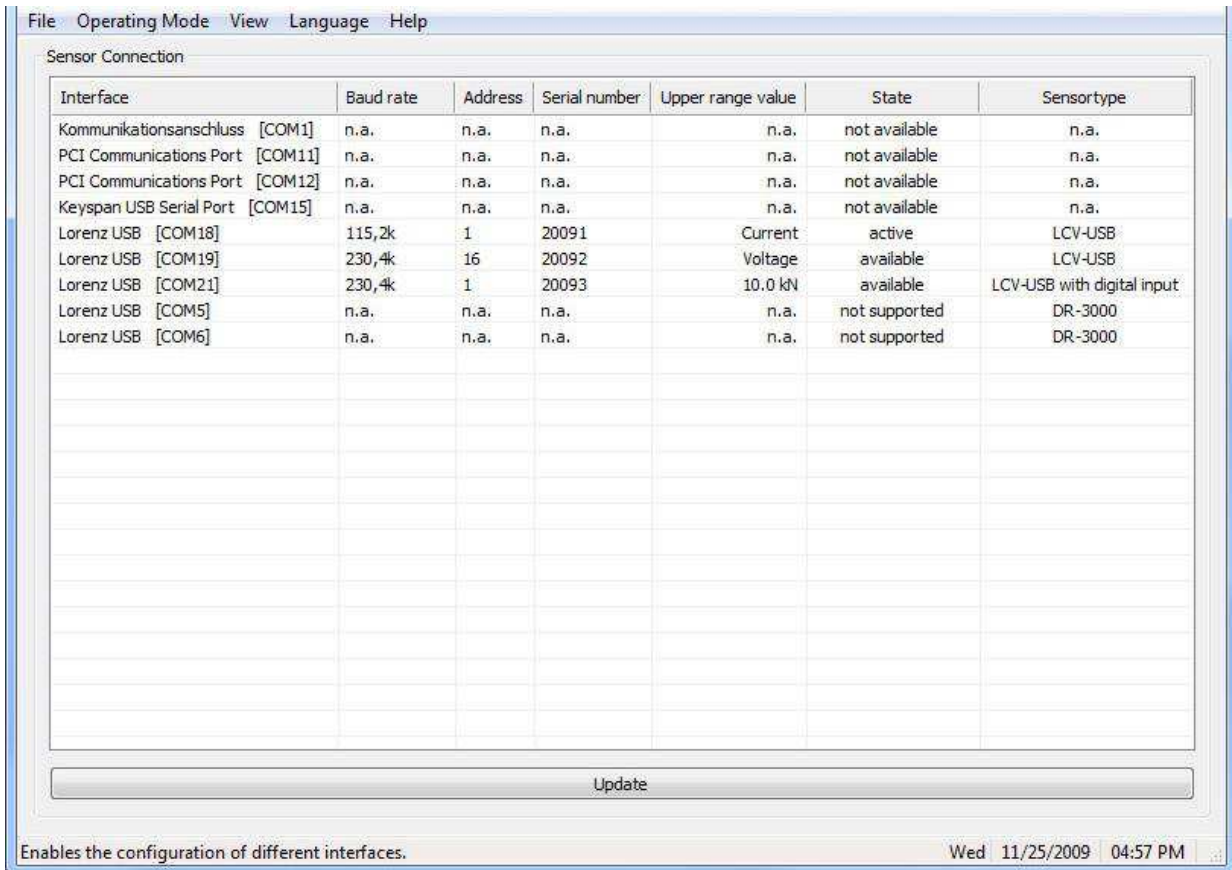 File Operating Mode View Language Help
Sensor Connection
Interface Baud rate Address Serial number Upper range value State Sensortype
Kommunikationsanschluss [COM1] n.a. n.a. n.a. n.a. not available n.a.
PCI Communications Port [COM11] n.a. n.a. n.a. n.a. not available n.a.
PCI Communications Port [COM12] n.a. n.a. n.a. n.a. not available n.a.
Keyspan USB Serial Port [COM15] n.a. n.a. n.a. n.a. not available n.a.
Lorenz USB [COM18] 115,2k 1 20091 Current active LCV-USB
Lorenz USB [COM19] 230,4k 16 20092 Voltage available LCV-USB
Lorenz USB [COM21] 230,4k 1 20093 10.0 kN available LCV-USB with digital input
Lorenz USB [COM5] n.a. n.a. n.a. n.a. not supported DR-3000
Lorenz USB [COM6] n.a. n.a. n.a. n.a. not supported DR-3000
Update
Enables the configuration of different interfaces. Wed 11/25/2009 04:57 PM